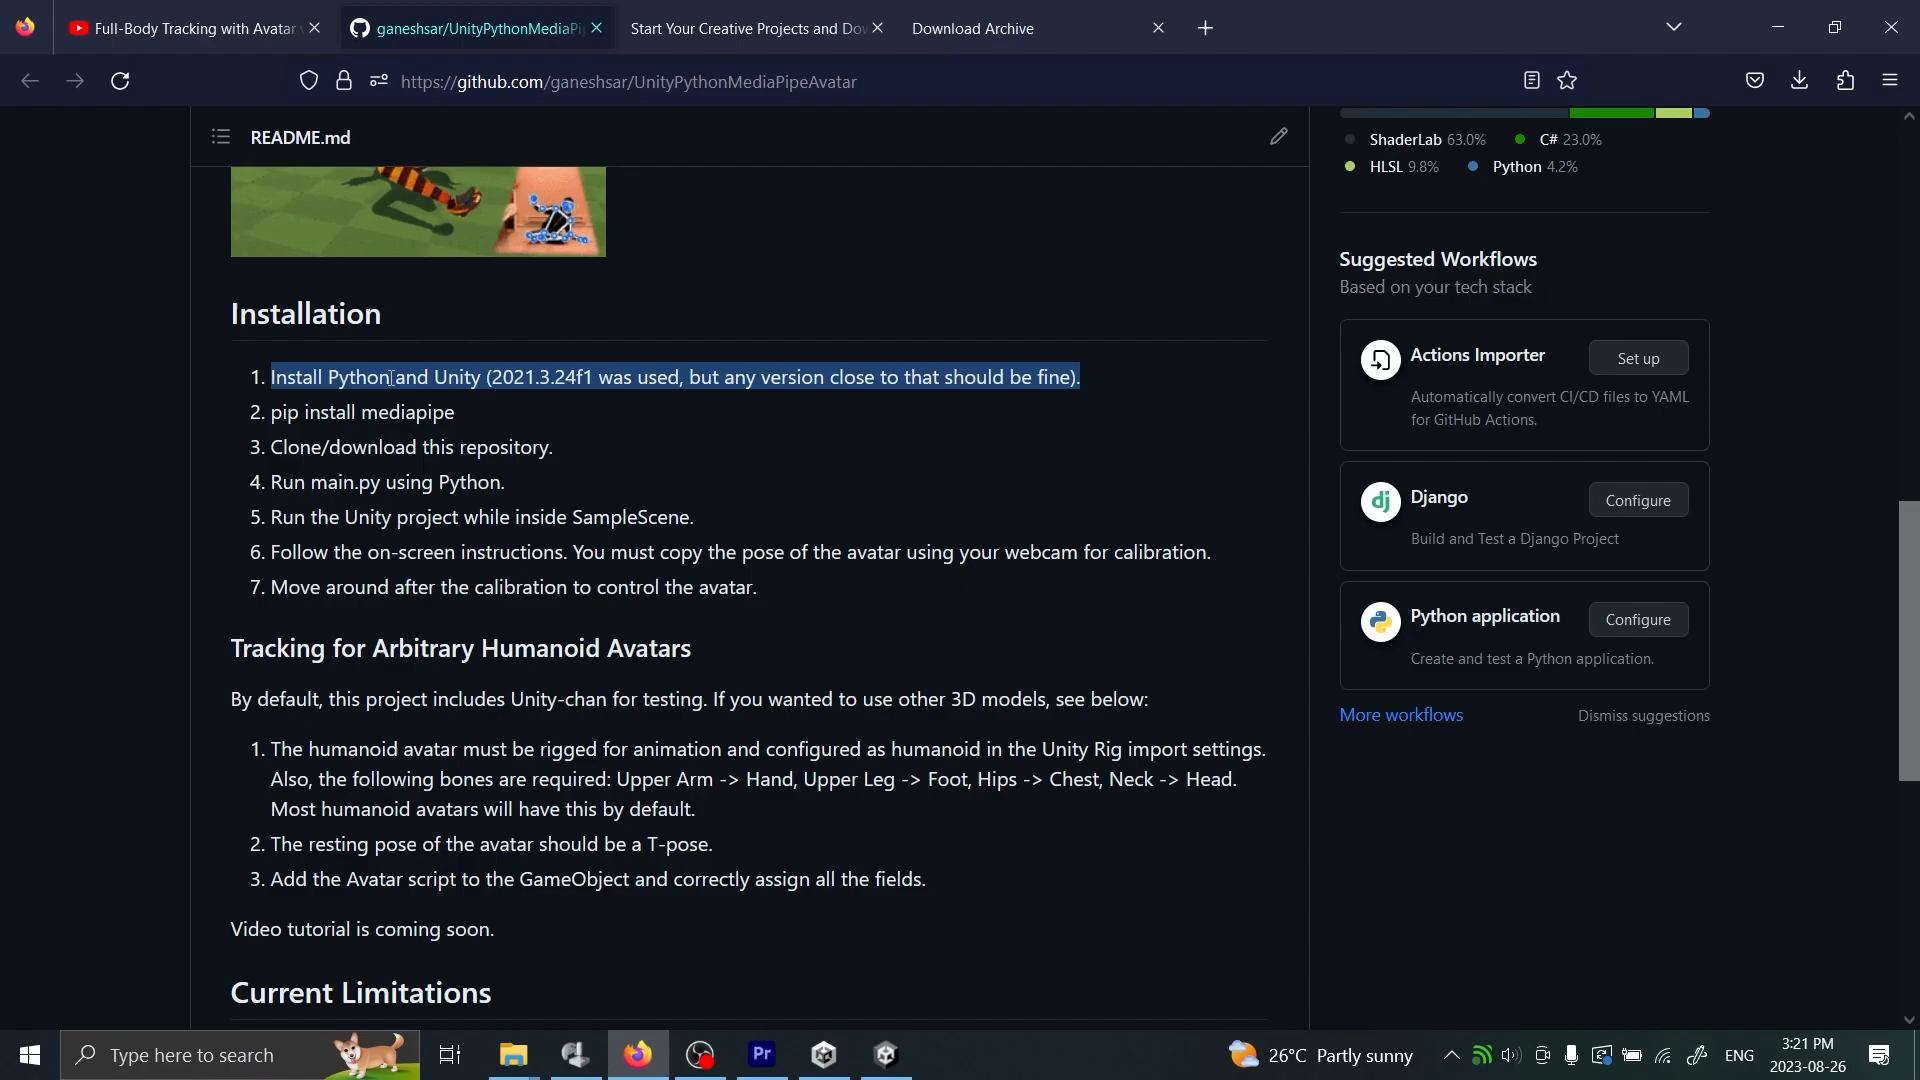 Full-Body Tracking with Avatar
ganeshsar/UnityPythonMediaPi
Start Your Creative Projects and Do
Download Archive
https://github.com/ganeshsar/UnityPythonMediaPipeAvatar
README.md
ShaderLab 63.0%
C# 23.0%
HLSL 9.8%
Python 4.2%
Installation
1. Install Python and Unity (2021.3.24f1 was used, but any version close to that should be fine).
2. pip install mediapipe
3. Clone/download this repository.
4. Run main.py using Python.
5. Run the Unity project while inside SampleScene.
6. Follow the on-screen instructions. You must copy the pose of the avatar using your webcam for calibration.
7. Move around after the calibration to control the avatar.
Tracking for Arbitrary Humanoid Avatars
By default, this project includes Unity-chan for testing. If you wanted to use other 3D models, see below:
1. The humanoid avatar must be rigged for animation and configured as humanoid in the Unity Rig import settings.
Also, the following bones are required: Upper Arm -> Hand, Upper Leg -> Foot, Hips -> Chest, Neck -> Head.
Most humanoid avatars will have this by default.
2. The resting pose of the avatar should be a T-pose.
3. Add the Avatar script to the GameObject and correctly assign all the fields.
Video tutorial is coming soon.
Current Limitations
Suggested Workflows
Based on your tech stack
Actions Importer
Set up
Automatically convert CI/CD files to YAML
for GitHub Actions.
dj
Django
Configure
Build and Test a Django Project
Python application
Configure
Create and test a Python application.
More workflows
Dismiss suggestions
Type here to search
Pr
26°C Partly sunny
ENG
3:21 PM
2023-08-26